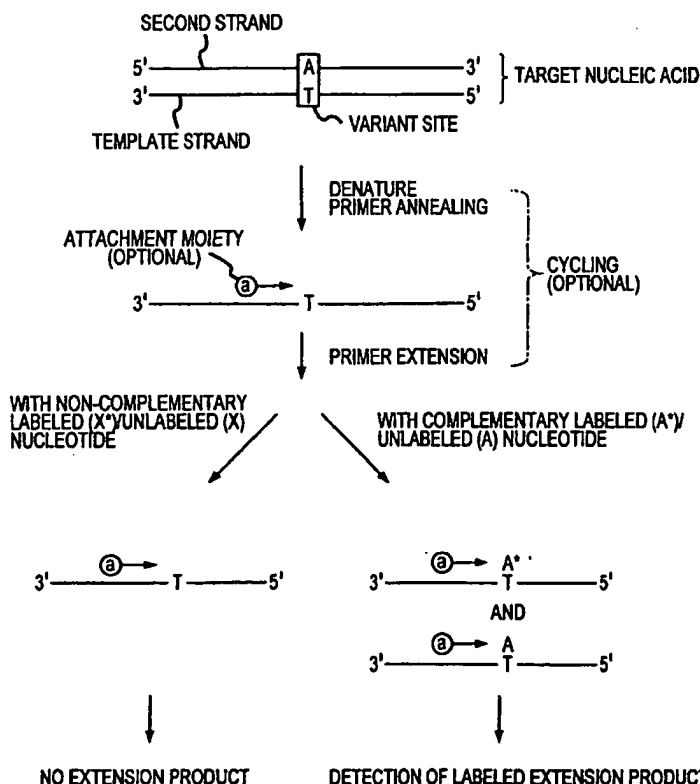 SECOND STRAND
5' A 3'
3' T 5'
TARGET NUCLEIC ACID
VARIANT SITE
TEMPLATE STRAND
DENATURE
PRIMER ANNEALING
ATTACHMENT MOIETY
(OPTIONAL)
a
CYCLING
(OPTIONAL)
3' T 5'
PRIMER EXTENSION
WITH NON-COMPLEMENTARY
LABELED (X*)/UNLABELED (X)
NUCLEOTIDE
WITH COMPLEMENTARY LABELED (A*)/
UNLABELED (A) NUCLEOTIDE
a
3' T 5'
a A*
3' T 5'
AND
a A
3' T 5'
NO EXTENSION PRODUCT
DETECTION OF LABELED EXTENSION PRODUCT